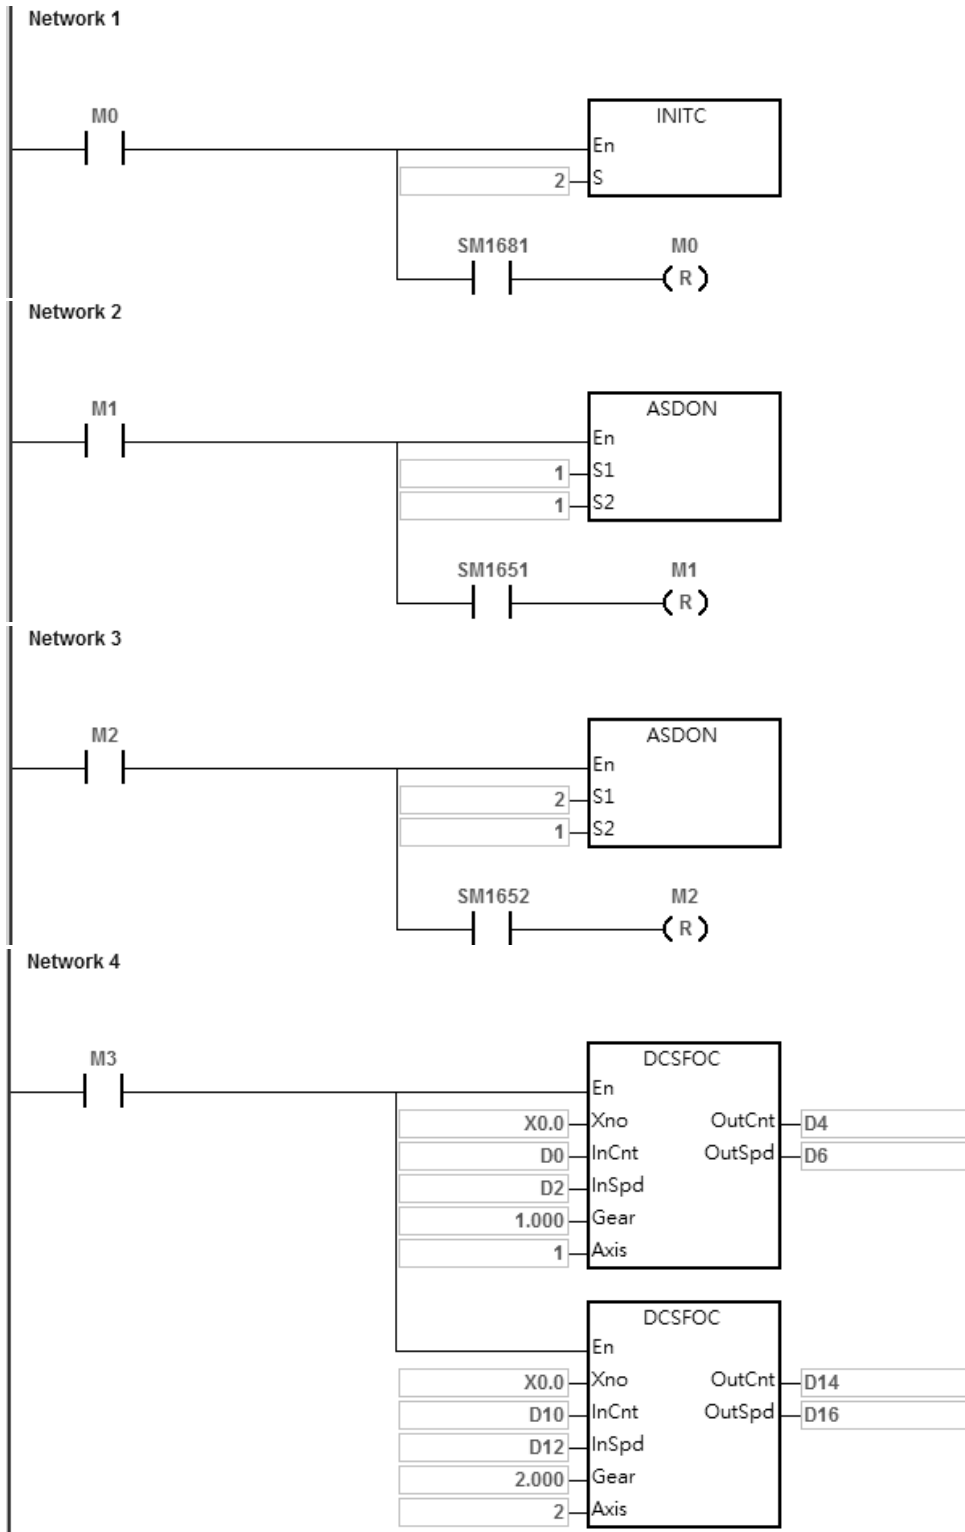 Network 1
M0
INITC
En
2 S
SM1681 M0
R
Network 2
M1
ASDON
En
1 S1
1 S2
SM1651 M1
R
Network 3
M2
ASDON
En
2 S1
1 S2
SM1652 M2
R
Network 4
M3
DCSFOC
En
X0.0 Xno OutCnt D4
D0 InCnt OutSpd D6
D2 InSpd
1.000 Gear
1 Axis
DCSFOC
En
X0.0 Xno OutCnt D14
D10 InCnt OutSpd D16
D12 InSpd
2.000 Gear
2 Axis